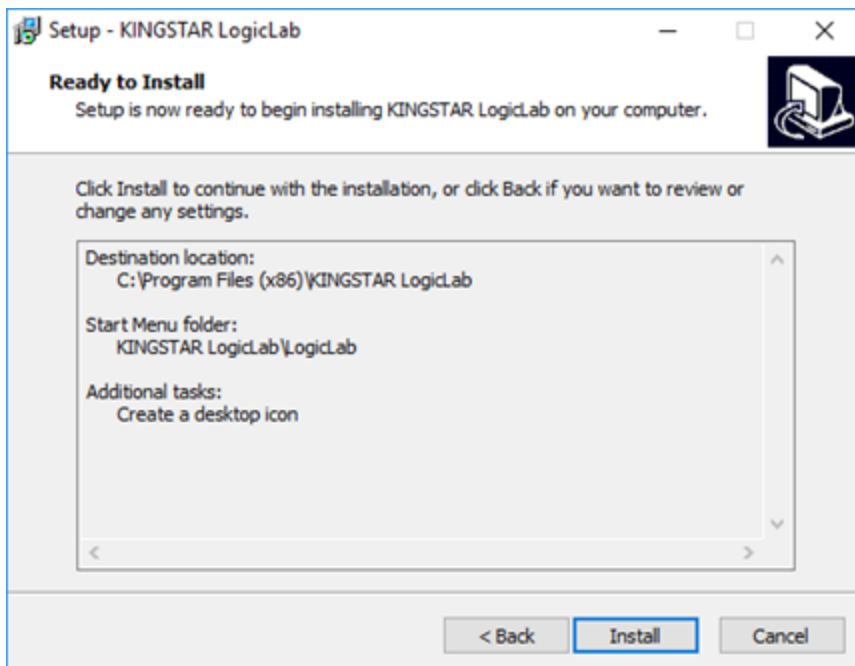 Setup - KINGSTAR LogicLab
Ready to Install
Setup is now ready to begin installing KINGSTAR LogicLab on your computer.
Click Install to continue with the installation, or click Back if you want to review or
change any settings.
Destination location:
C:\Program Files (x86)\KINGSTAR LogicLab
Start Menu folder:
KINGSTAR LogicLab\LogicLab
Additional tasks:
Create a desktop icon
< Back
Install
Cancel